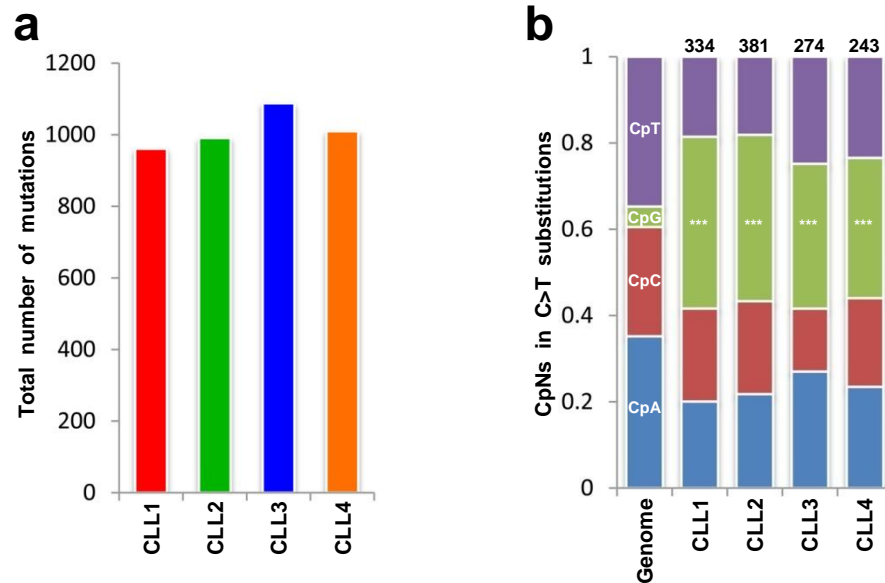 a
Total number of mutations
1200
1000
800
600
400
200
0
CLL1
CLL2
CLL3
CLL4
b
CpNs in C>T substitutions
334 381 274 243
1
0.8
0.6
0.4
0.2
0
CpT
CpG
CpC
CpA
*** *** *** ***
Genome
CLL1
CLL2
CLL3
CLL4